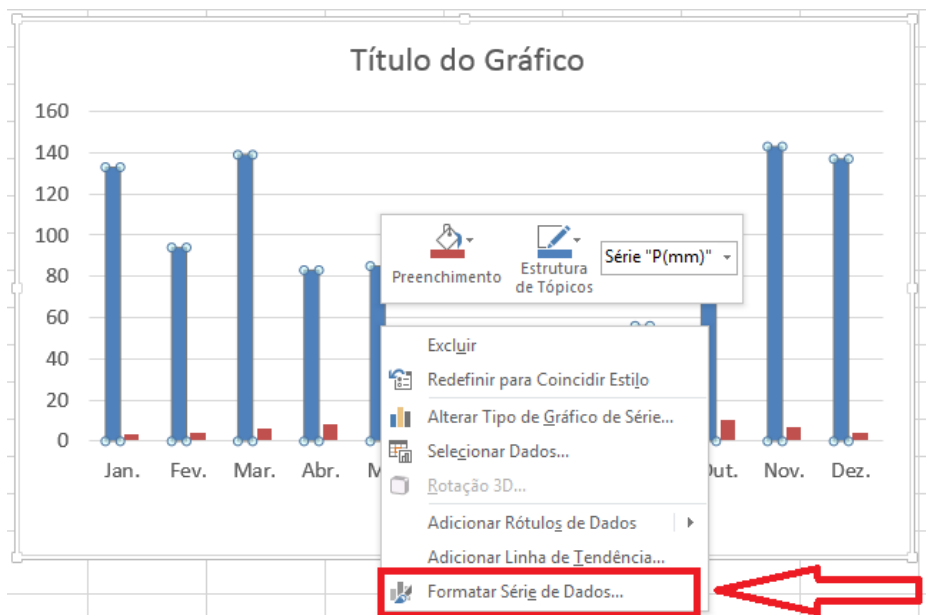 Título do Gráfico
160
140
120
100
80
60
40
20
0
Jan.
Fev.
Mar.
Abr.
Nov.
Dez.
Preenchimento
Estrutura
de Tópicos
Série "P(mm)"
Excluir
Redefinir para Coincidir Estilo
Alterar Tipo de Gráfico de Série...
Selecionar Dados...
Rotação 3D...
Adicionar Rótulos de Dados
Adicionar Linha de Tendência...
Formatar Série de Dados...